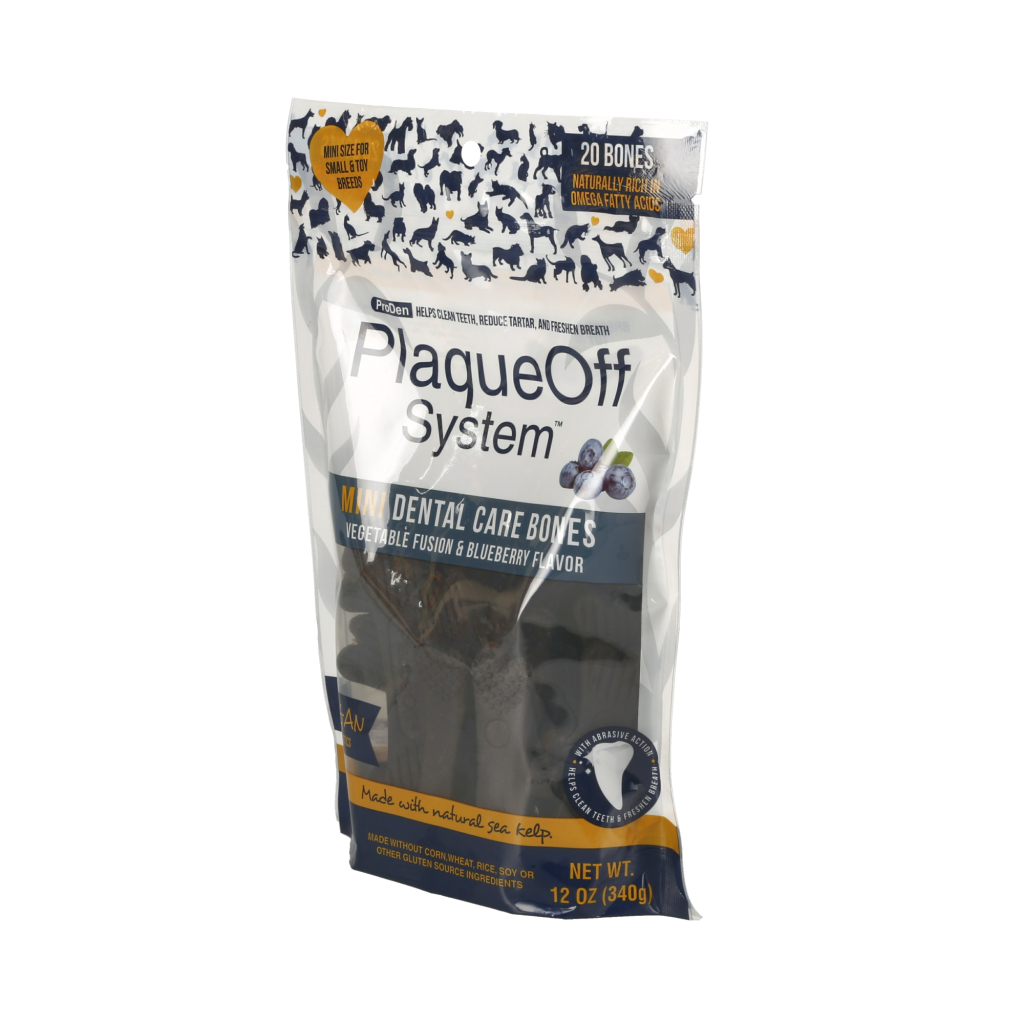 MINI SIZE FOR
SMALL & TOY
BREEDS
20 BONES
NATURALLY RICH IN
OMEGA FATTY ACIDS
ProDen HELPS CLEAN TEETH, REDUCE TARTAR, AND FRESHEN BREATH
PlaqueOff
System™
MINI DENTAL CARE BONES
VEGETABLE FUSION & BLUEBERRY FLAVOR
WITH ABRASIVE ACTION
HELPS CLEAN TEETH & FRESHEN BREATH
Made with natural sea kelp.
MADE WITHOUT CORN, WHEAT, RICE, SOY OR
OTHER GLUTEN SOURCE INGREDIENTS
NET WT.
12 OZ (340g)